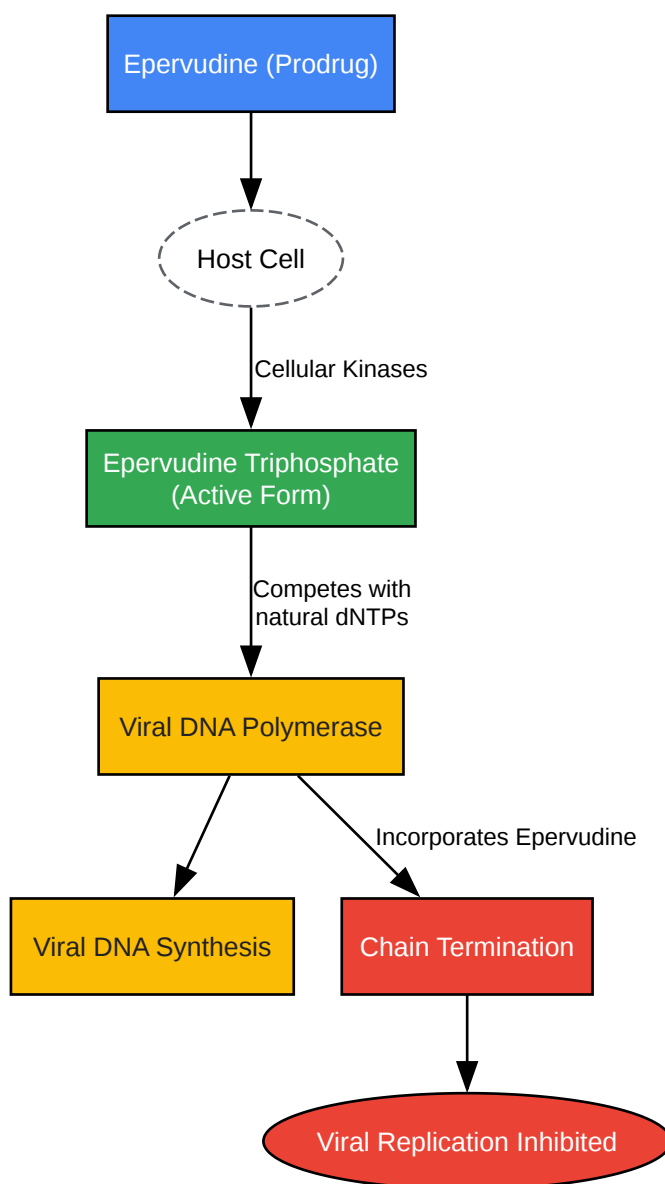 Epervudine (Prodrug)
Host Cell
Cellular Kinases
Epervudine Triphosphate
(Active Form)
Competes with
natural dNTPs
Viral DNA Polymerase
Incorporates Epervudine
Viral DNA Synthesis
Chain Termination
Viral Replication Inhibited